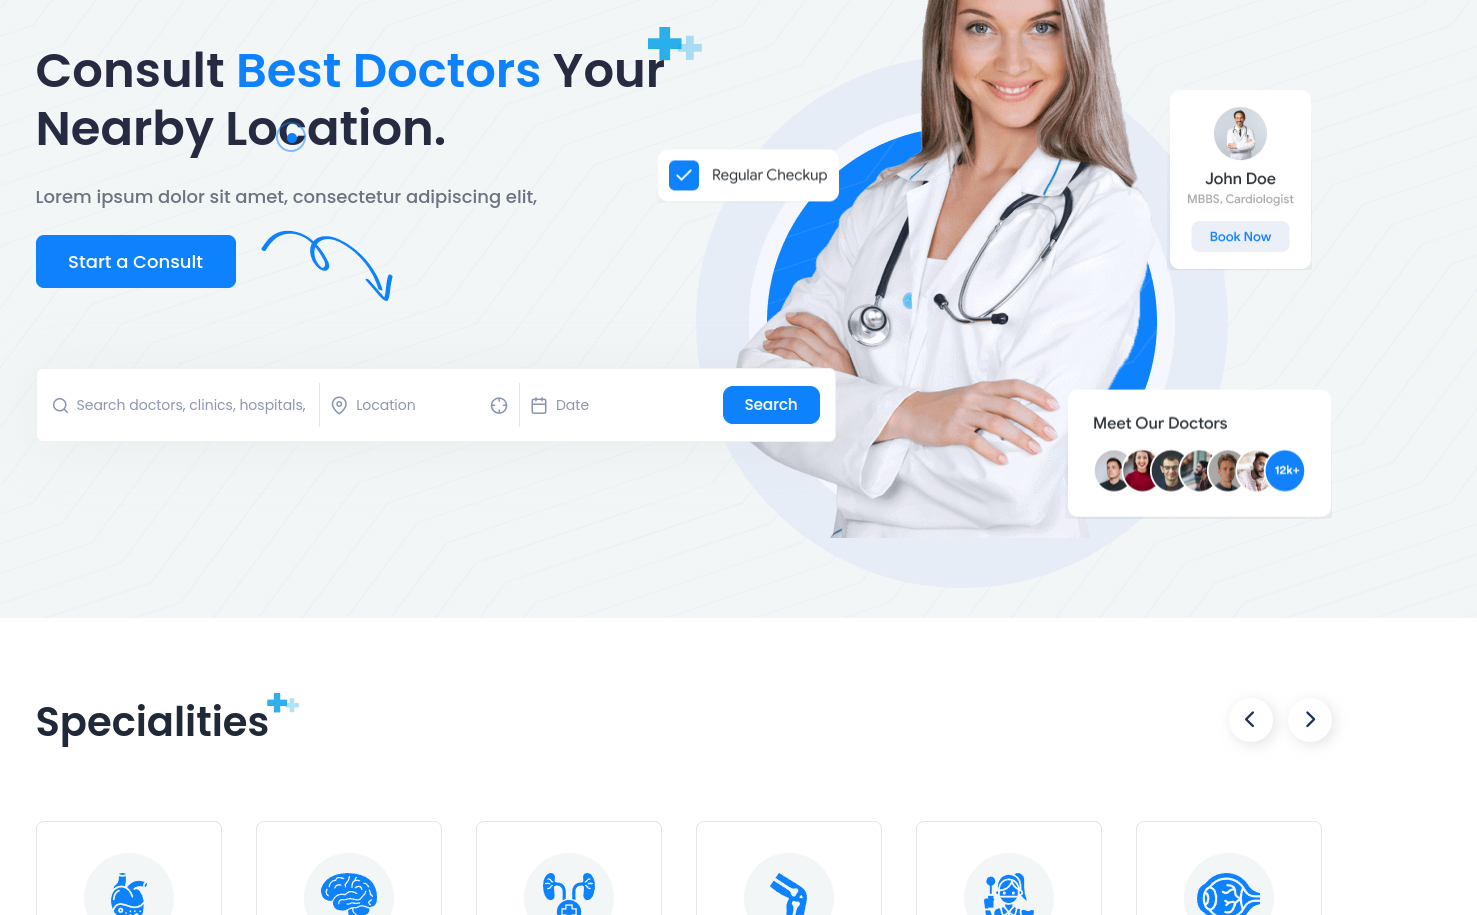 Consult Best Doctors Your
Nearby Location.
Lorem ipsum dolor sit amet, consectetur adipiscing elit,
Start a Consult
Regular Checkup
John Doe
MBBS, Cardiologist
Book Now
Search doctors, clinics, hospitals,
Location
Date
Search
Meet Our Doctors
12k+
Specialities